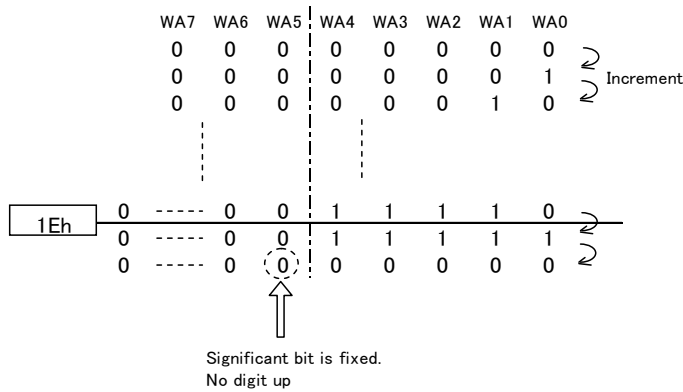 WA7 WA6 WA5 WA4 WA3 WA2 WA1 WA0
0 0 0 0 0 0 0 0
0 0 0 0 0 0 0 1
Increment
0 0 0 0 0 0 1 0
1Eh 0 ----- 0 0 1 1 1 1 0
0 ----- 0 0 1 1 1 1 1
0 ----- 0 0 0 0 0 0 0
Significant bit is fixed.
No digit up